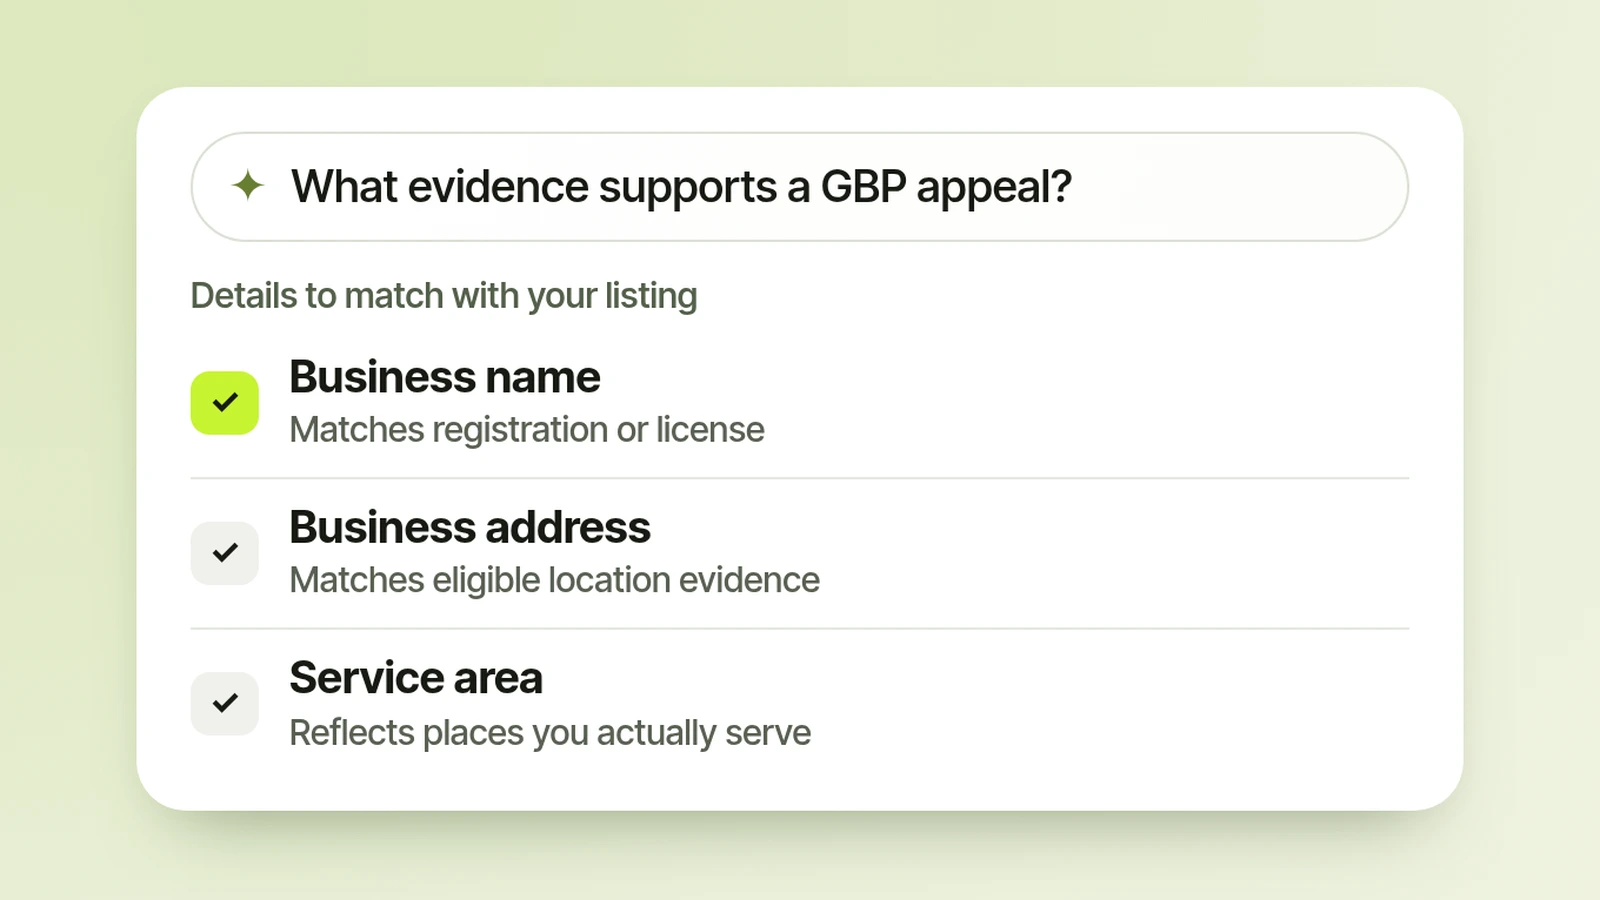 What evidence supports a GBP appeal?
Details to match with your listing
Business name
Matches registration or license
Business address
Matches eligible location evidence
Service area
Reflects places you actually serve